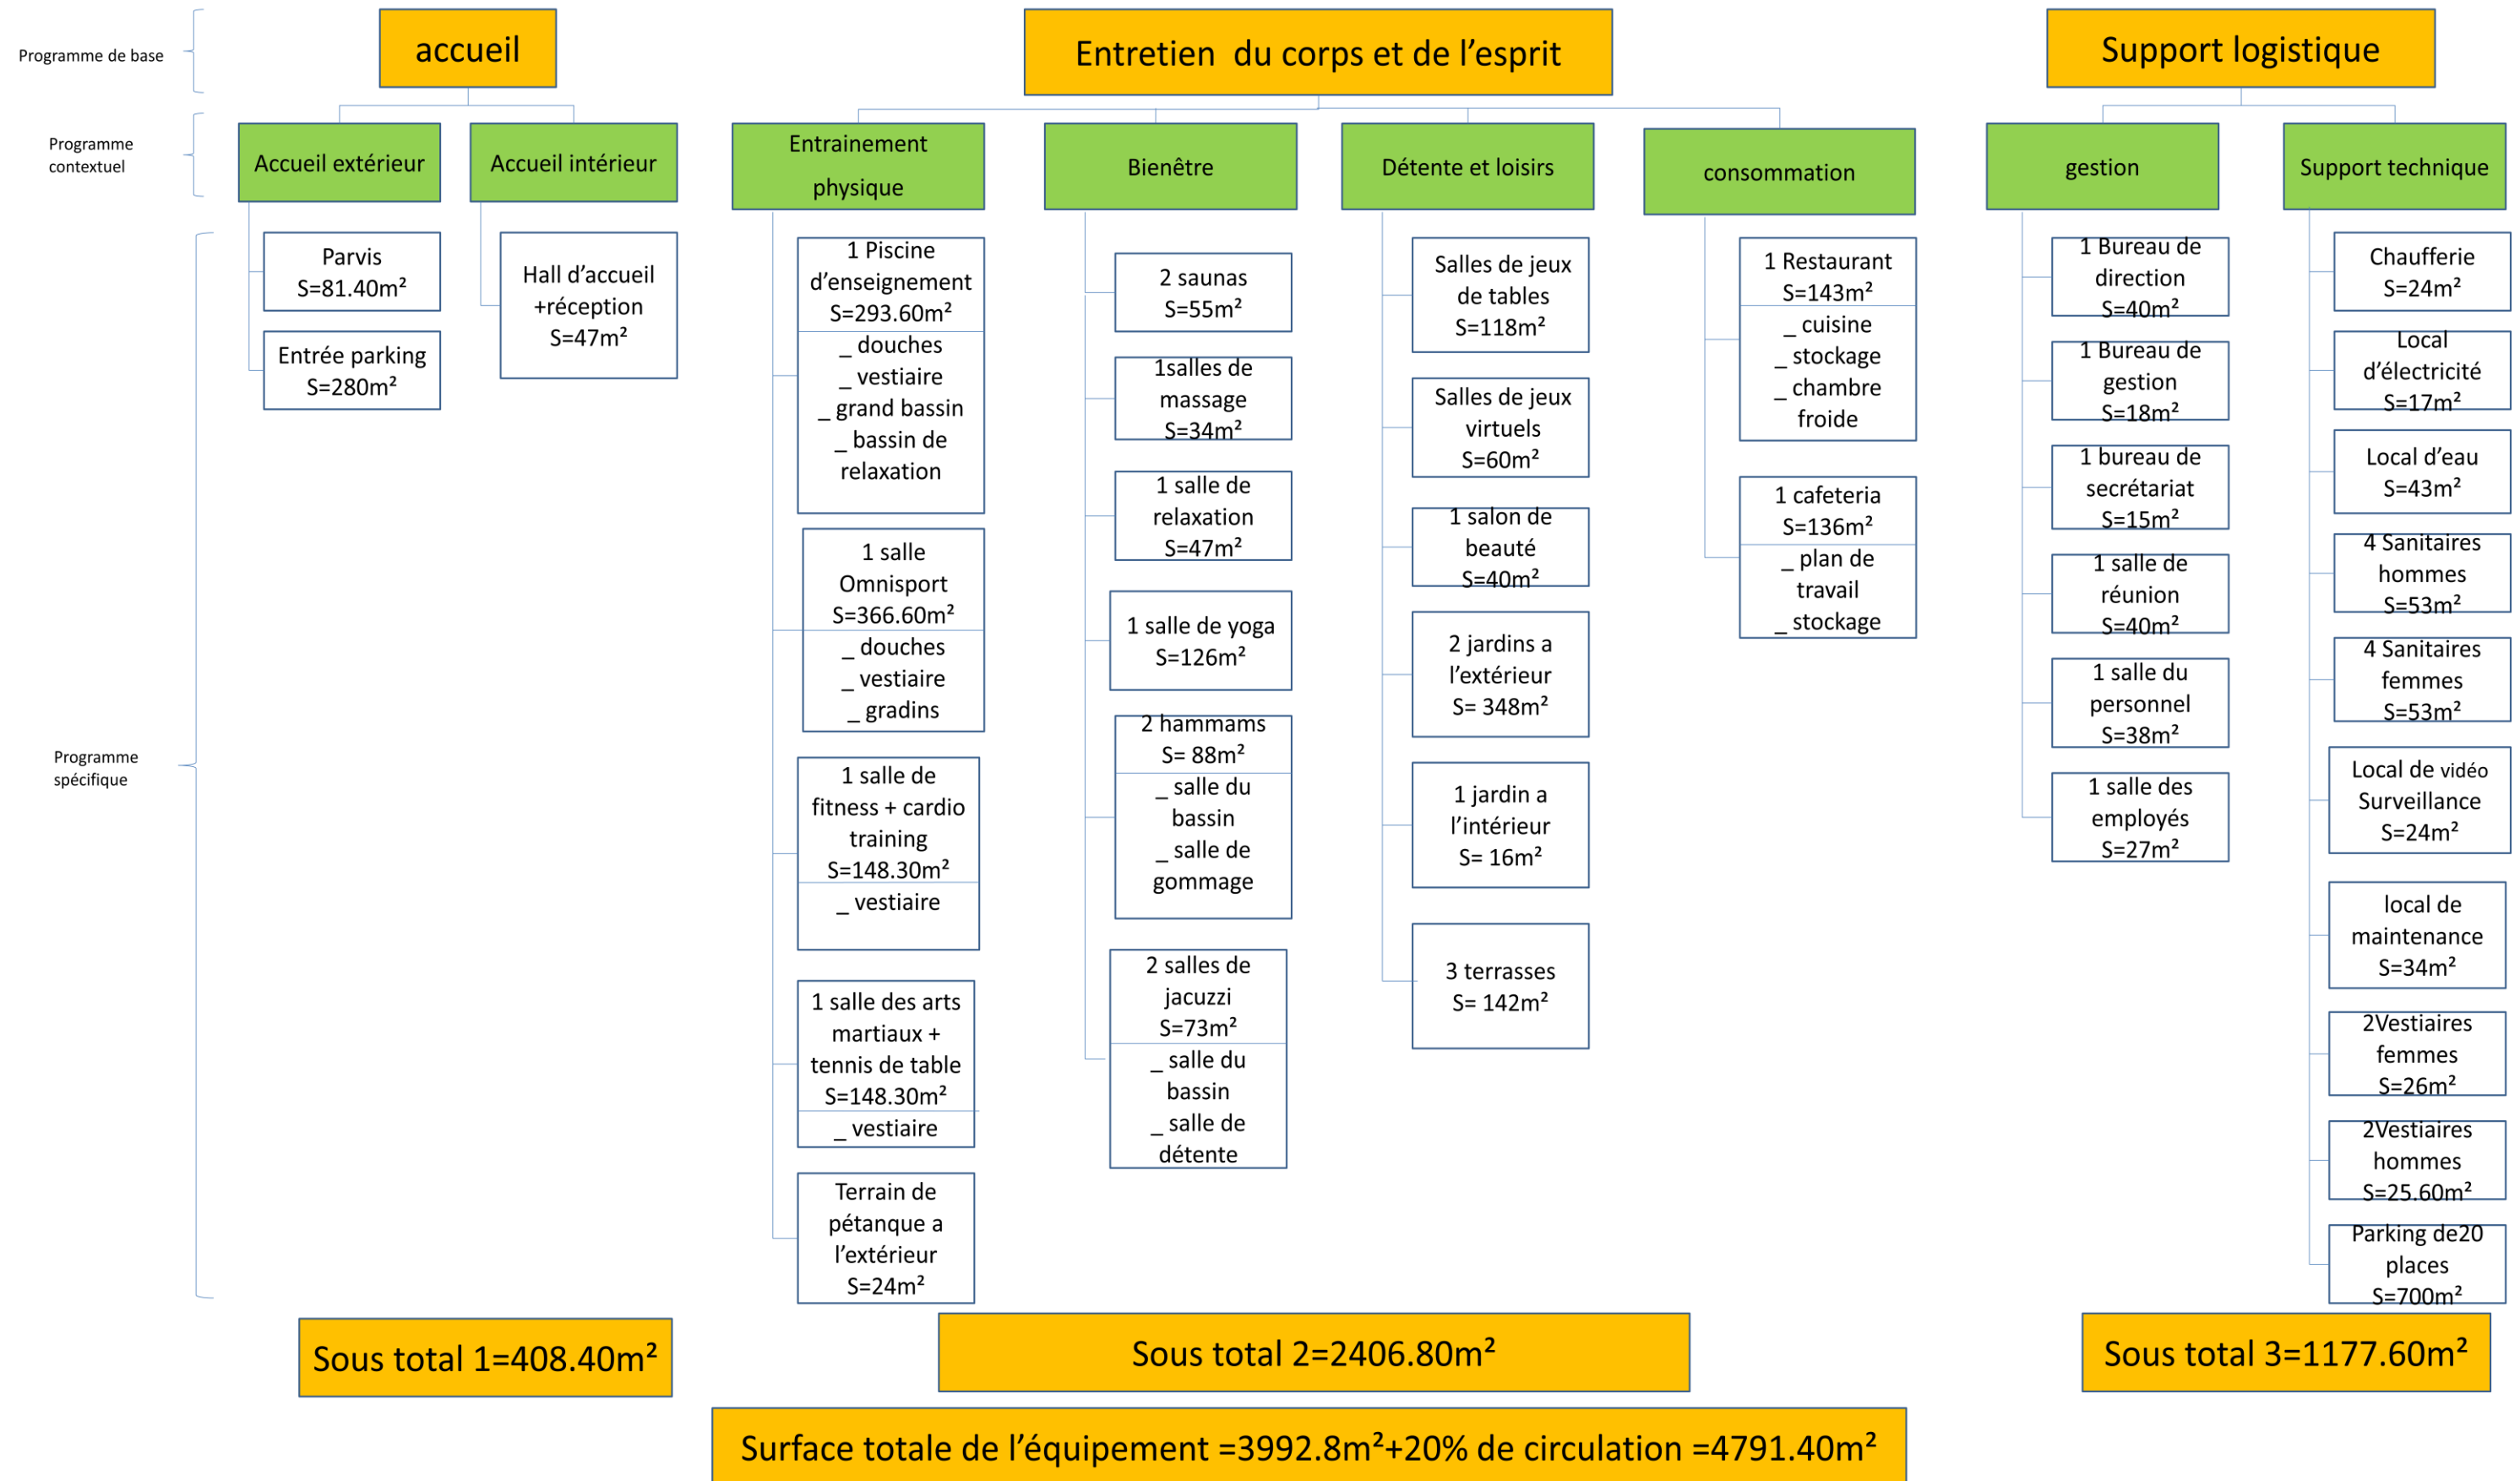 Programme de base
accueil
Entretien  du corps et de l’esprit
Support logistique
Programme
contextuel
Accueil extérieur
Accueil intérieur
Entrainement
physique
Bienêtre
Détente et loisirs
consommation
gestion
Support technique
Programme
spécifique
Parvis
S=81.40m²
Entrée parking
S=280m²
Hall d’accueil
+réception
S=47m²
1 Piscine
d’enseignement
S=293.60m²
_ douches
_ vestiaire
_ grand bassin
_ bassin de
relaxation
1 salle
Omnisport
S=366.60m²
_ douches
_ vestiaire
_ gradins
1 salle de
fitness + cardio
training
S=148.30m²
_ vestiaire
1 salle des arts
martiaux +
tennis de table
S=148.30m²
_ vestiaire
Terrain de
pétanque a
l’extérieur
S=24m²
2 saunas
S=55m²
1salles de
massage
S=34m²
1 salle de
relaxation
S=47m²
1 salle de yoga
S=126m²
2 hammams
S= 88m²
_ salle du
bassin
_ salle de
gommage
2 salles de
jacuzzi
S=73m²
_ salle du
bassin
_ salle de
détente
Salles de jeux
de tables
S=118m²
Salles de jeux
virtuels
S=60m²
1 salon de
beauté
S=40m²
2 jardins a
l’extérieur
S= 348m²
1 jardin a
l’intérieur
S= 16m²
3 terrasses
S= 142m²
1 Restaurant
S=143m²
_ cuisine
_ stockage
_ chambre
froide
1 cafeteria
S=136m²
_ plan de
travail
_ stockage
1 Bureau de
direction
S=40m²
1 Bureau de
gestion
S=18m²
1 bureau de
secrétariat
S=15m²
1 salle de
réunion
S=40m²
1 salle du
personnel
S=38m²
1 salle des
employés
S=27m²
Chaufferie
S=24m²
Local
d’électricité
S=17m²
Local d’eau
S=43m²
4 Sanitaires
hommes
S=53m²
4 Sanitaires
femmes
S=53m²
Local de vidéo
Surveillance
S=24m²
local de
maintenance
S=34m²
2Vestiaires
femmes
S=26m²
2Vestiaires
hommes
S=25.60m²
Parking de20
places
S=700m²
Sous total 1=408.40m²
Sous total 2=2406.80m²
Sous total 3=1177.60m²
Surface totale de l’équipement =3992.8m²+20% de circulation =4791.40m²